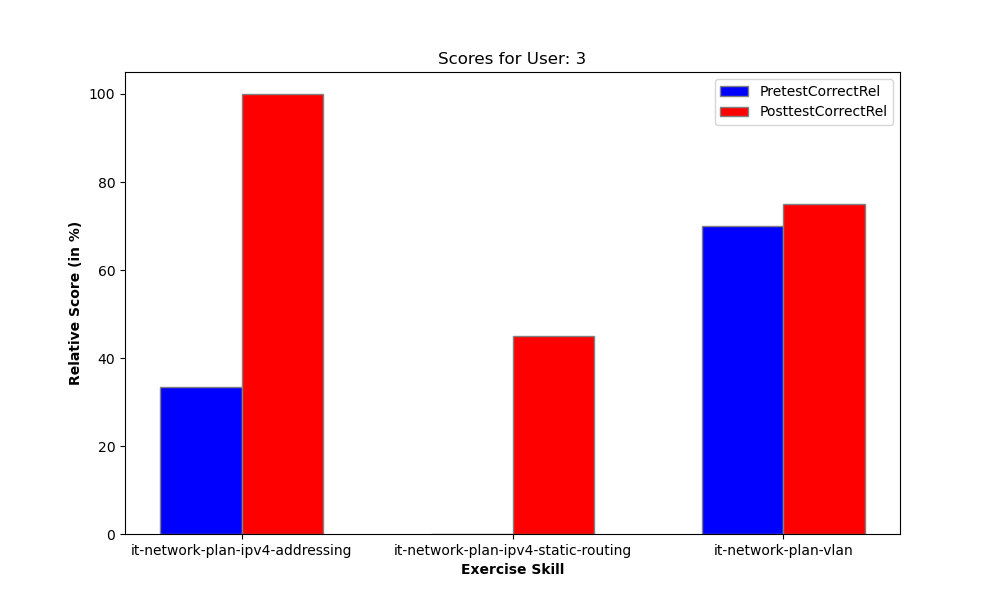 Scores for User: 3
PretestCorrectRel
PosttestCorrectRel
Relative Score (in %)
100
80
60
40
20
0
it-network-plan-ipv4-addressing
it-network-plan-ipv4-static-routing
it-network-plan-vlan
Exercise Skill